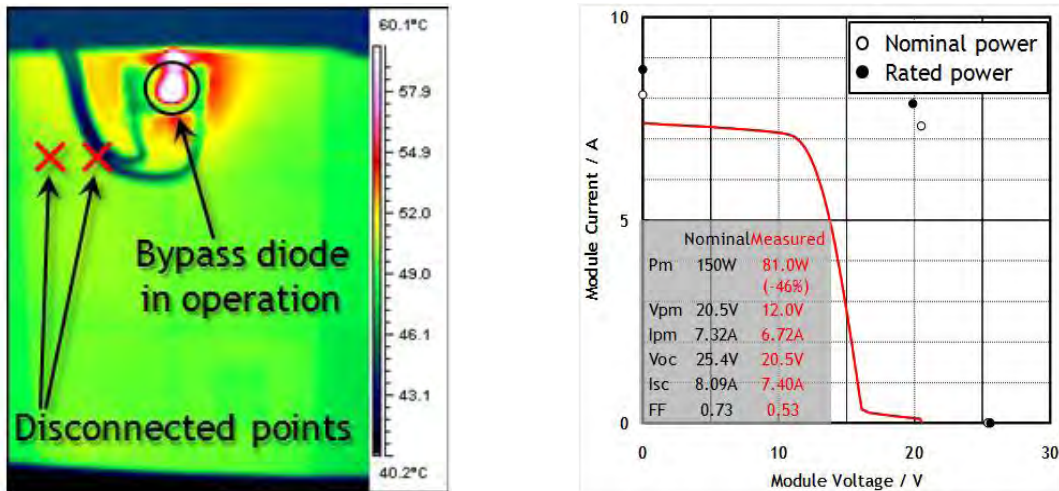 60.1°C
57.9
54.9
52.0
49.0
46.1
43.1
40.2°C
Bypass diode
in operation
Disconnected points
Nominal power
Rated power
10
5
0
Module Current / A
Nominal Measured
Pm 150W 81.0W
(-46%)
Vpm 20.5V 12.0V
Ipm 7.32A 6.72A
Voc 25.4V 20.5V
Isc 8.09A 7.40A
FF 0.73 0.53
0 10 20 30
Module Voltage / V